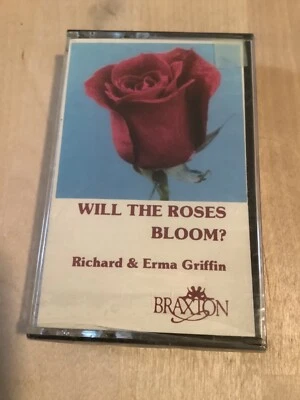 WILL THE ROSES
BLOOM?
Richard & Erma Griffin
BRAXTON